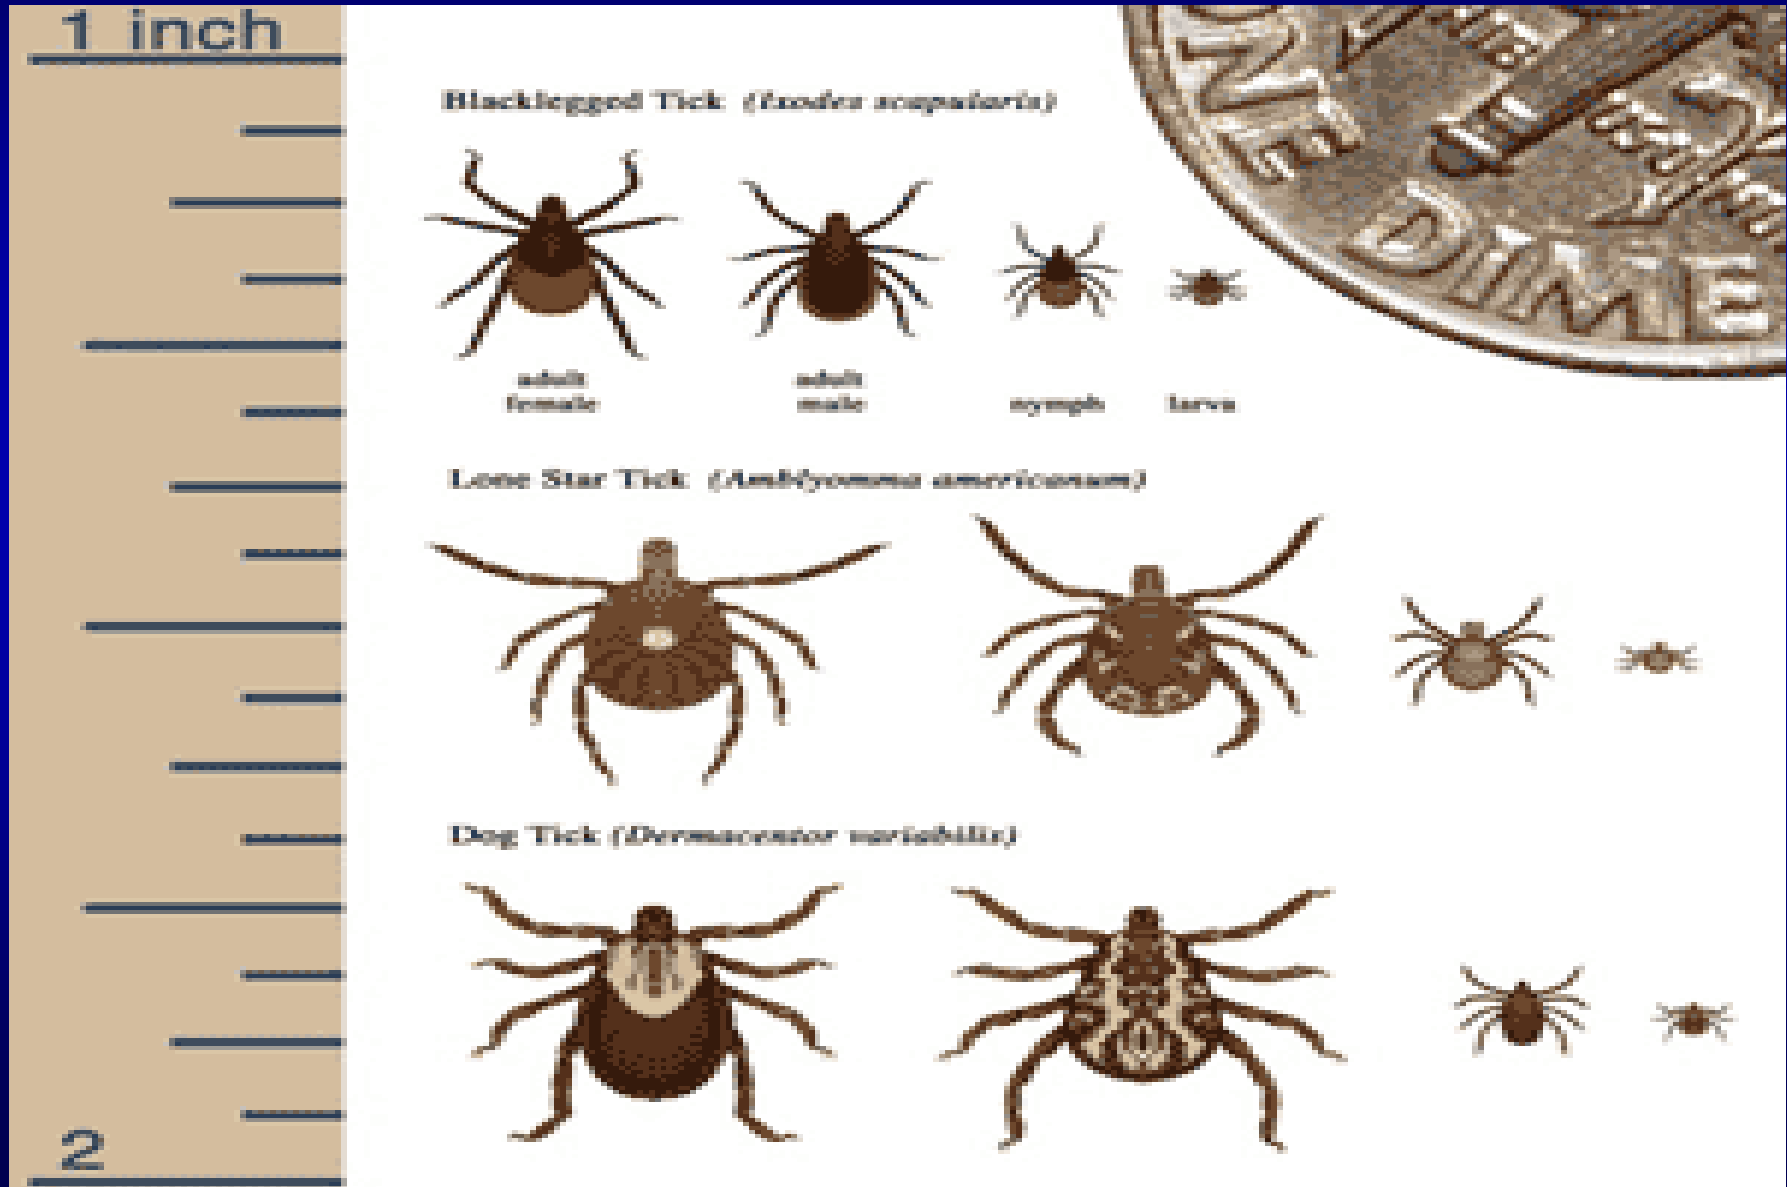 1 inch
Blacklegged Tick (Ixodes scapularis)
ONE DIME
adult female
adult male
nymph
larva
Lone Star Tick (Amblyomma americanum)
Dog Tick (Dermacentor variabilis)
2